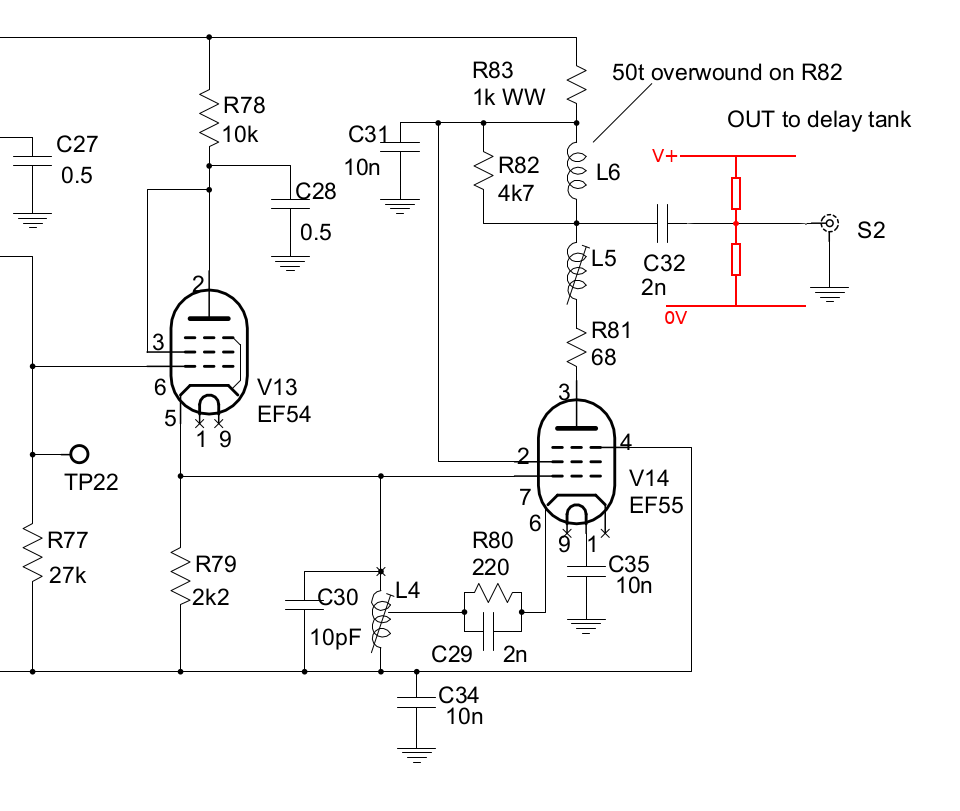 R83
1k WW
50t overwound on R82
OUT to delay tank
R78
10k
C27
0.5
C31
10n
R82
4k7
L6
V+
C28
0.5
L5
C32
2n
S2
0V
R81
68
2
3
6
5
1 9
V13
EF54
TP22
3
4
2
7
6
9 1
V14
EF55
R77
27k
R79
2k2
R80
220
C35
10n
C30
10pF
L4
C29 2n
C34
10n